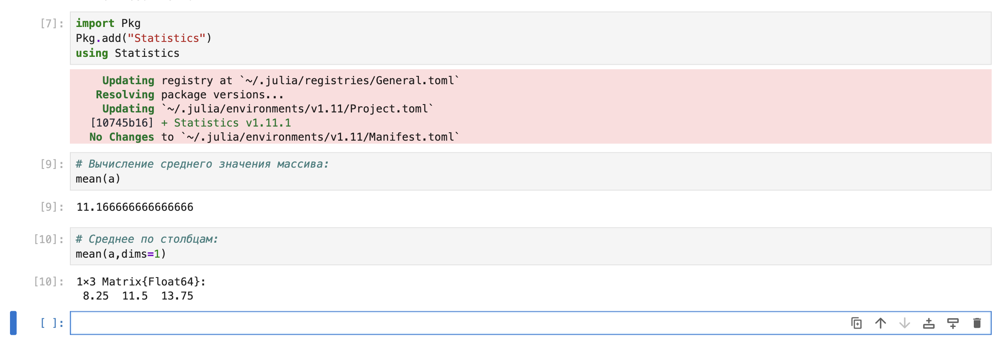 [7]: import Pkg
Pkg.add("Statistics")
using Statistics
Updating registry at `~/.julia/registries/General.toml`
Resolving package versions...
Updating `~/.julia/environments/v1.11/Project.toml`
[10745b16] + Statistics v1.11.1
No Changes to `~/.julia/environments/v1.11/Manifest.toml`
[9]: # Вычисление среднего значения массива:
mean(a)
[9]: 11.166666666666666
[10]: # Среднее по столбцам:
mean(a,dims=1)
[10]: 1×3 Matrix{Float64}:
8.25 11.5 13.75
[ ]: